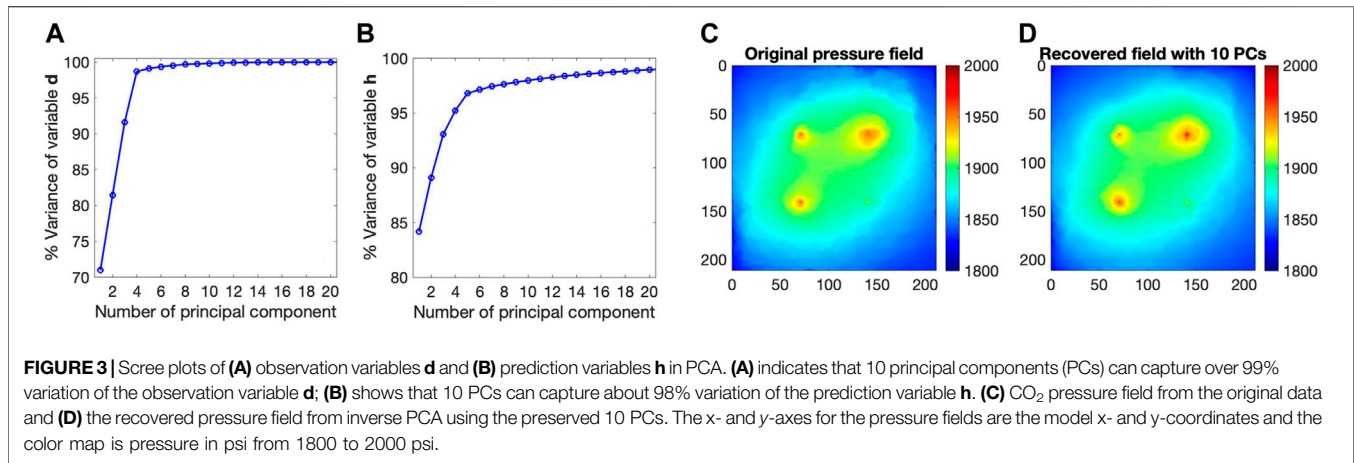 A
B
C
D
% Variance of variable d
100
95
90
85
80
75
70
2 4 6 8 10 12 14 16 18 20
Number of principal component
% Variance of variable h
100
95
90
85
80
2 4 6 8 10 12 14 16 18 20
Number of principal component
Original pressure field
0
50
100
150
200
0 50 100 150 200
2000
1950
1900
1850
1800
Recovered field with 10 PCs
0
50
100
150
200
0 50 100 150 200
2000
1950
1900
1850
1800
FIGURE 3 | Scree plots of (A) observation variables d and (B) prediction variables h in PCA. (A) indicates that 10 principal components (PCs) can capture over 99%
variation of the observation variable d; (B) shows that 10 PCs can capture about 98% variation of the prediction variable h. (C) CO₂ pressure field from the original data
and (D) the recovered pressure field from inverse PCA using the preserved 10 PCs. The x- and y-axes for the pressure fields are the model x- and y-coordinates and the
color map is pressure in psi from 1800 to 2000 psi.